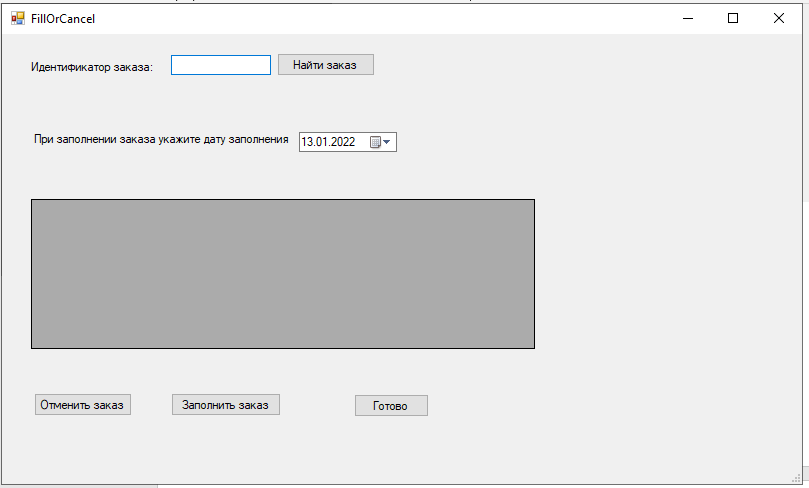 FillOrCancel
Идентификатор заказа:
Найти заказ
При заполнении заказа укажите дату заполнения
13.01.2022
Отменить заказ
Заполнить заказ
Готово